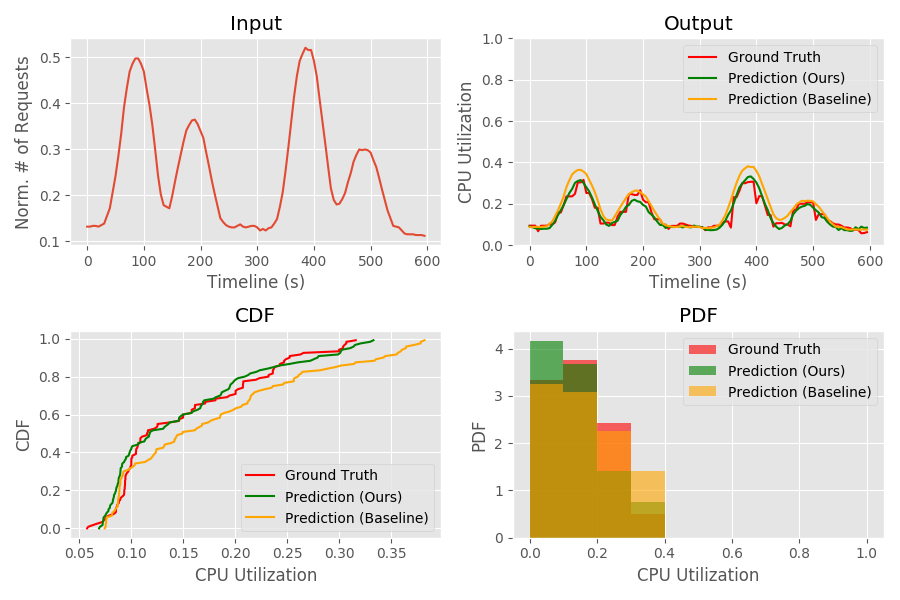 Input
Norm. # of Requests
0.5
0.4
0.3
0.2
0.1
0 100 200 300 400 500 600
Timeline (s)
Output
CPU Utilization
1.0
0.8
0.6
0.4
0.2
0.0
Ground Truth
Prediction (Ours)
Prediction (Baseline)
0 100 200 300 400 500 600
Timeline (s)
CDF
CDF
1.0
0.8
0.6
0.4
0.2
0.0
Ground Truth
Prediction (Ours)
Prediction (Baseline)
0.05 0.10 0.15 0.20 0.25 0.30 0.35
CPU Utilization
PDF
PDF
4
3
2
1
0
Ground Truth
Prediction (Ours)
Prediction (Baseline)
0.0 0.2 0.4 0.6 0.8 1.0
CPU Utilization